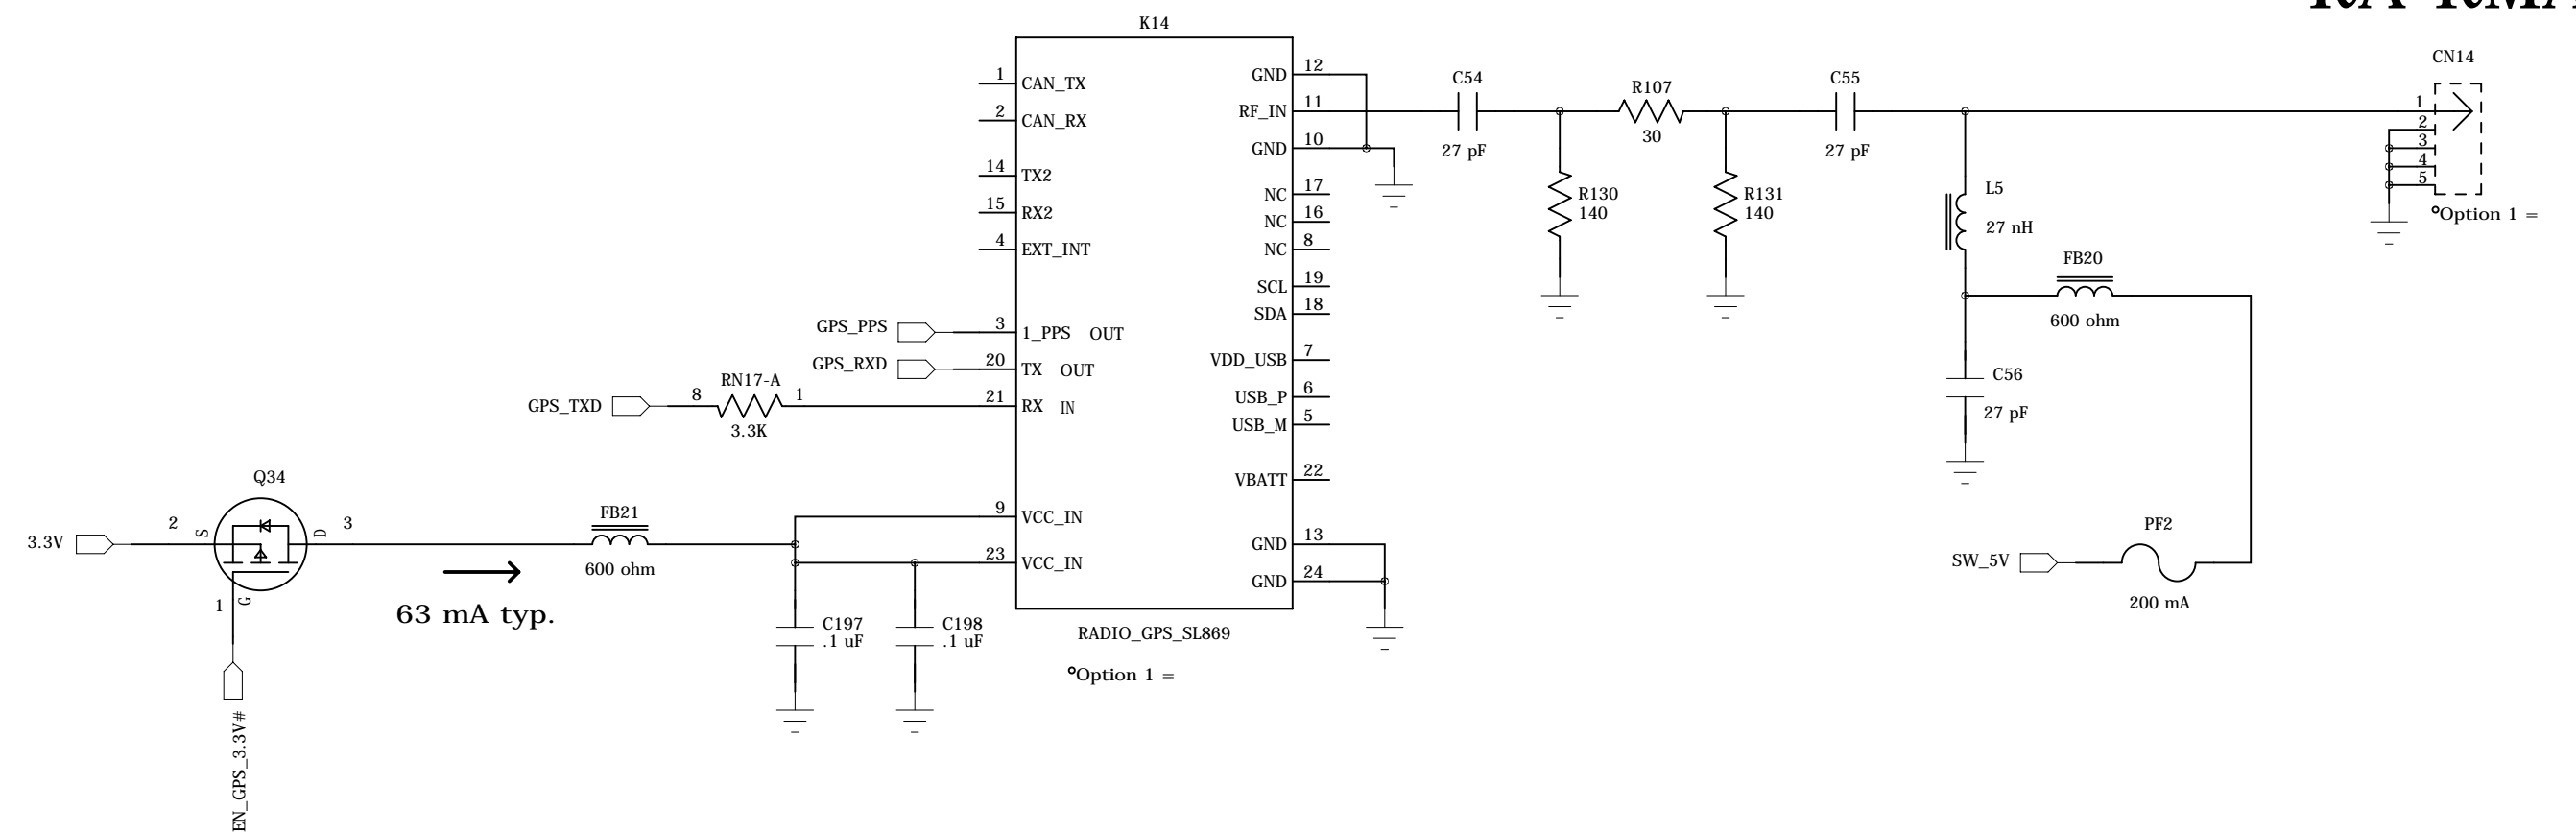 K14
CN14
1 CAN_TX
2 CAN_RX
14 TX2
15 RX2
4 EXT_INT
GPS_PPS 3 1_PPS OUT
GPS_RXD 20 TX OUT
GPS_TXD 8 RN17-A 1 21 RX IN
3.3K
Q34
3.3V 2 S D 3
1 G
EN_GPS_3.3V#
FB21
600 ohm
63 mA typ.
9 VCC_IN
23 VCC_IN
C197
.1 uF
C198
.1 uF
GND 12
RF_IN 11
GND 10
NC 17
NC 16
NC 8
SCL 19
SDA 18
VDD_USB 7
USB_P 6
USB_M 5
VBATT 22
GND 13
GND 24
RADIO_GPS_SL869
°Option 1 =
C54
27 pF
R107
30
C55
27 pF
R130
140
R131
140
L5
27 nH
FB20
600 ohm
C56
27 pF
PF2
SW_5V
200 mA
1
2
3
4
5
°Option 1 =